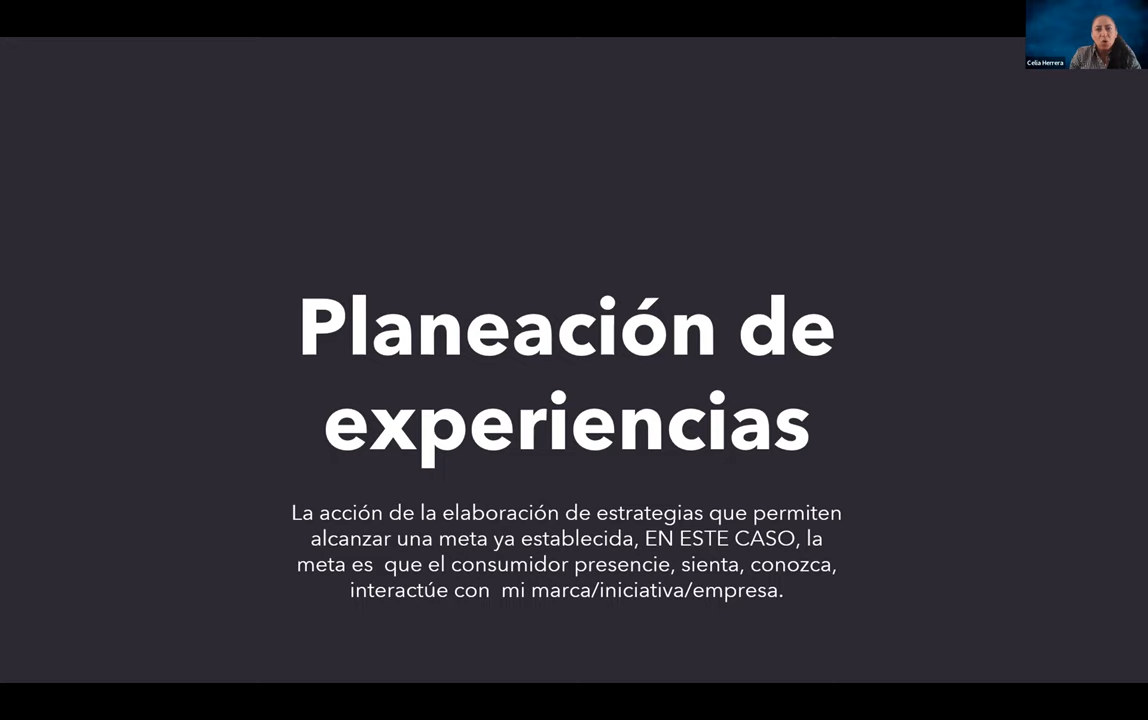 Celia Herrera
Planeación de
experiencias
La acción de la elaboración de estrategias que permiten
alcanzar una meta ya establecida, EN ESTE CASO, la
meta es  que el consumidor presencie, sienta, conozca,
interactúe con  mi marca/iniciativa/empresa.